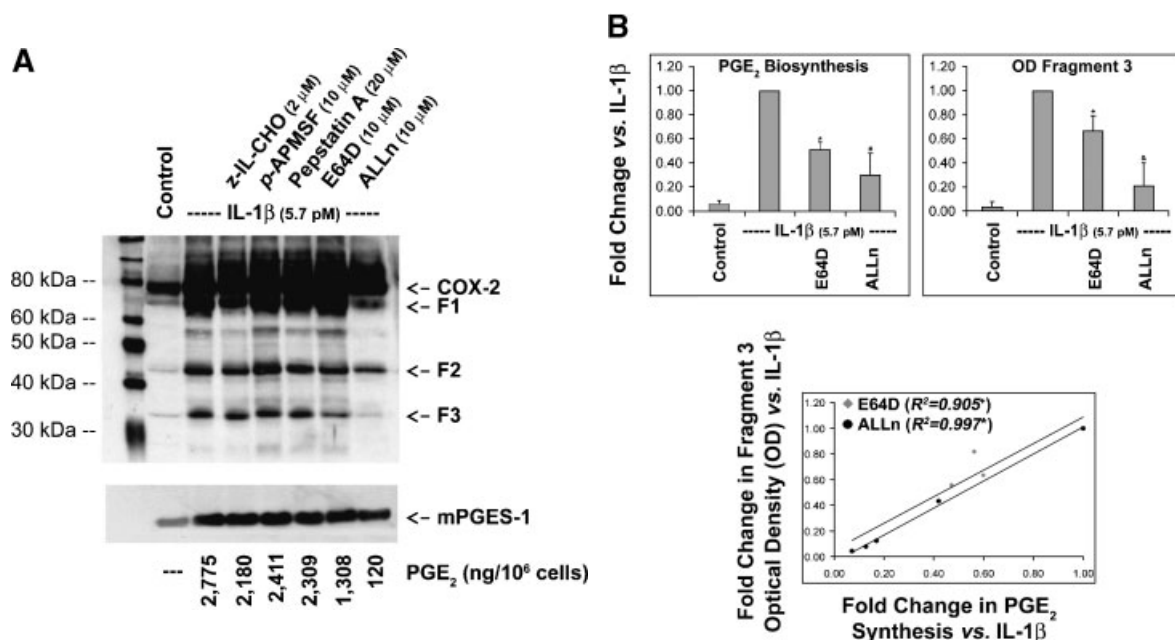 A
Control
z-IL-CHO (2 μM)
p-APMSF (10 μM)
Pepstatin A (20 μM)
E64D (10 μM)
ALLn (10 μM)
----- IL-1β (5.7 pM) -----
80 kDa --
60 kDa --
50 kDa --
40 kDa --
30 kDa --
<- COX-2
<- F1
<- F2
<- F3
<- mPGES-1
---
2,775
2,180
2,411
2,309
1,308
120
PGE2 (ng/10⁶ cells)
B
Fold Chnage vs. IL-1β
PGE2 Biosynthesis
1.20
1.00
0.80
0.60
0.40
0.20
0.00
*
*
Control
----- IL-1β (5.7 pM) -----
E64D
ALLn
OD Fragment 3
1.20
1.00
0.80
0.60
0.40
0.20
0.00
*
&
Control
----- IL-1β (5.7 pM) -----
E64D
ALLn
Fold Change in Fragment 3
Optical Density (OD) vs. IL-1β
E64D (R²=0.905*)
ALLn (R²=0.997*)
1.20
1.00
0.80
0.60
0.40
0.20
0.00
0.00 0.20 0.40 0.60 0.80 1.00
Fold Change in PGE2
Synthesis vs. IL-1β